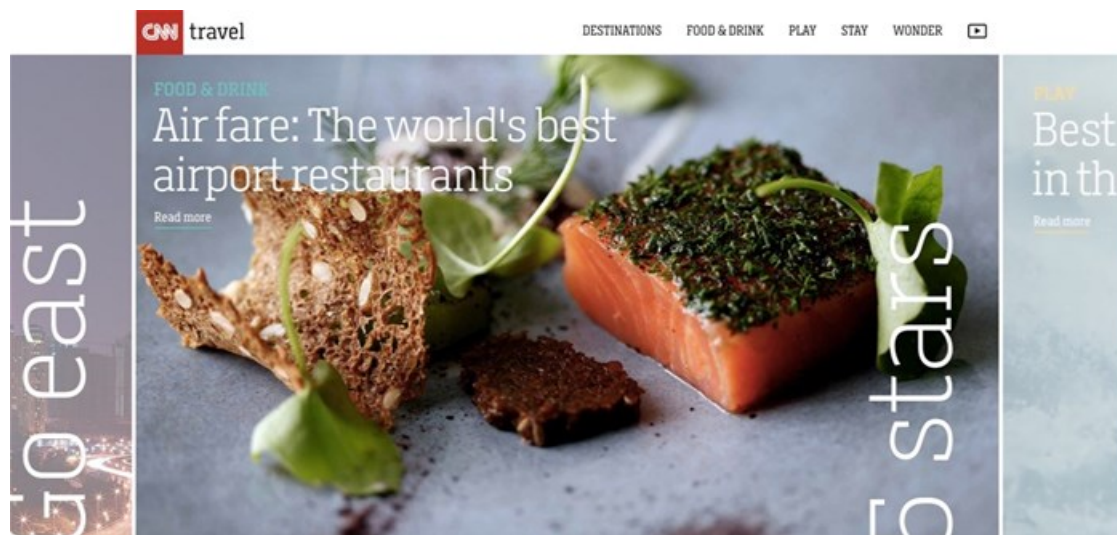 CNN travel
DESTINATIONS FOOD & DRINK PLAY STAY WONDER
FOOD & DRINK
Air fare: The world's best
airport restaurants
Read more
Go east
5 stars
PLAY
Best
in th
Read more